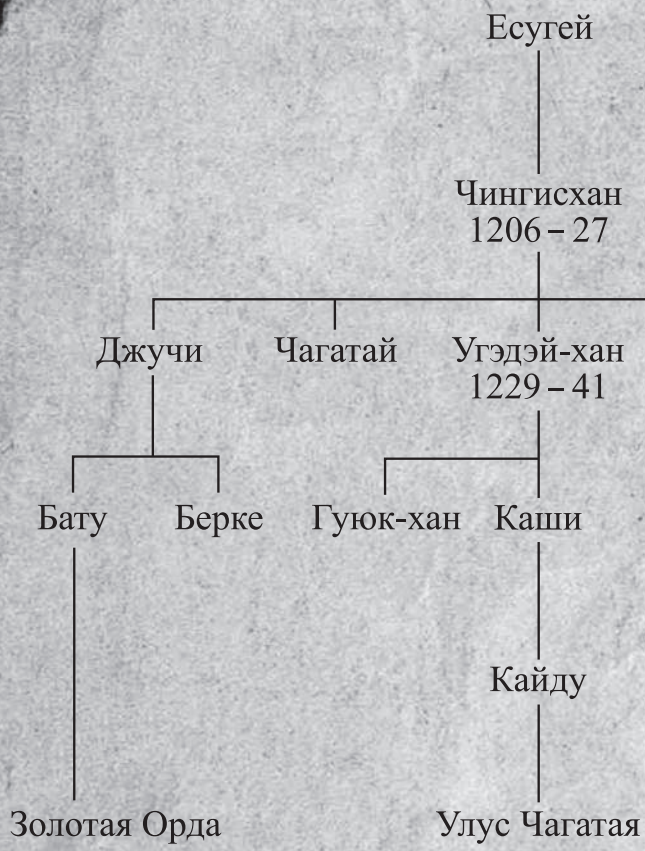 Есугей
Чингисхан
1206 – 27
Джучи Чагатай Угэдэй-хан
1229 – 41
Бату Берке Гуюк-хан Каши
Кайду
Золотая Орда Улус Чагатая